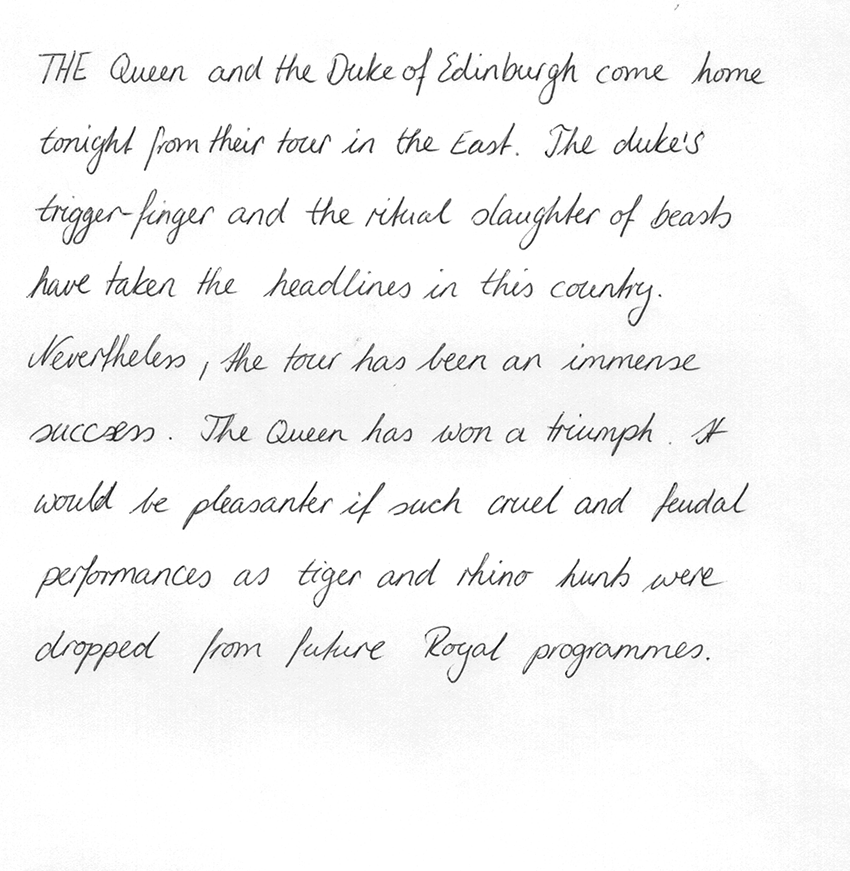 THE Queen and the Duke of Edinburgh come home
tonight from their tour in the East. The duke's
trigger-finger and the ritual slaughter of beasts
have taken the headlines in this country.
Nevertheless, the tour has been an immense
success. The Queen has won a triumph. It
would be pleasanter if such cruel and feudal
performances as tiger and rhino hunts were
dropped from future Royal programmes.